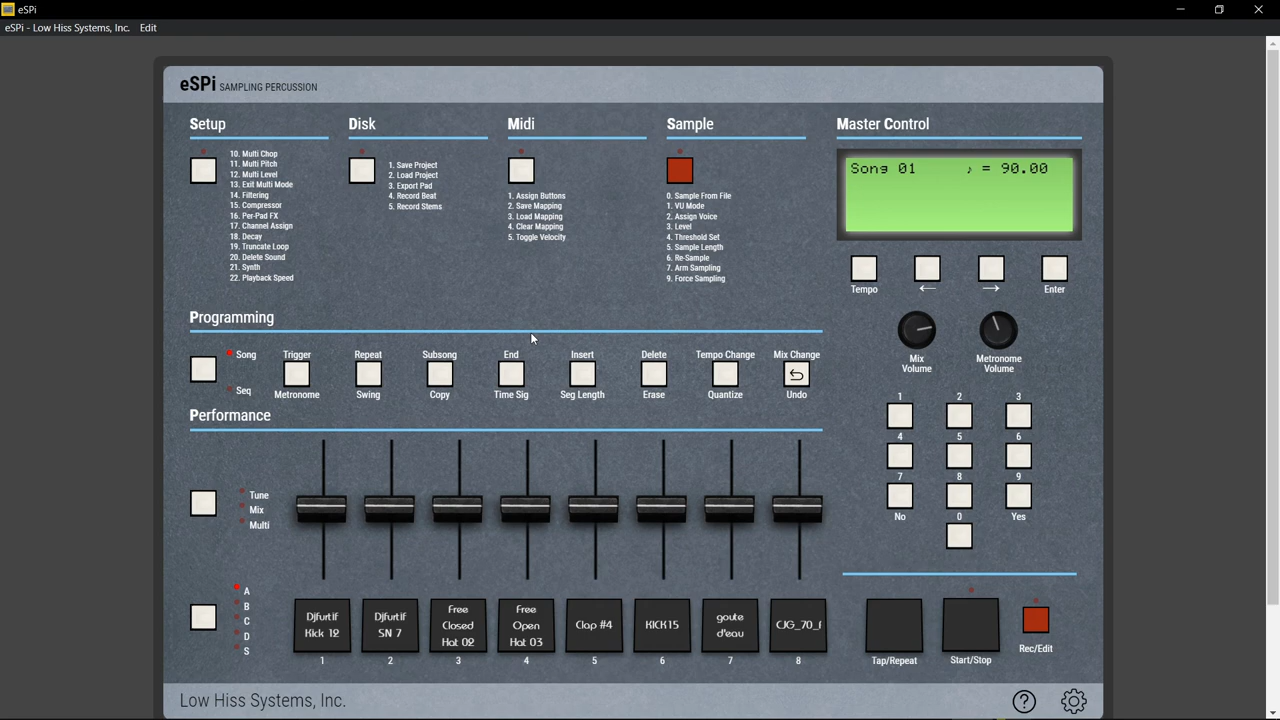 eSPi
eSPi - Low Hiss Systems, Inc. Edit
eSPi SAMPLING PERCUSSION
Setup
10. Multi Chop
11. Multi Pitch
12. Multi Level
13. Exit Multi Mode
14. Filtering
15. Compressor
16. Per-Pad FX
17. Channel Assign
18. Decay
19. Truncate Loop
20. Delete Sound
21. Synth
22. Playback Speed
Disk
1. Save Project
2. Load Project
3. Export Pad
4. Record Beat
5. Record Stems
Midi
1. Assign Buttons
2. Save Mapping
3. Load Mapping
4. Clear Mapping
5. Toggle Velocity
Sample
0. Sample From File
1. VU Mode
2. Assign Voice
3. Level
4. Threshold Set
5. Sample Length
6. Re-Sample
7. Arm Sampling
9. Force Sampling
Master Control
Song 01 ♪ = 90.00
Tempo ← → Enter
Mix Volume
Metronome Volume
1 2 3
4 5 6
7 8 9
No 0 Yes
Programming
Song Trigger Repeat Subsong End Insert Delete Tempo Change Mix Change
Seq Metronome Swing Copy Time Sig Seg Length Erase Quantize Undo
Performance
Tune
Mix
Multi
A
B
C
D
S
Djfurtif
Kick 12
Djfurtif
SN 7
Free
Closed
Hat 02
Free
Open
Hat 03
Clap #4
KICK15
goute
d'eau
1 2 3 4 5 6 7 8
Tap/Repeat Start/Stop Rec/Edit
Low Hiss Systems, Inc.
?